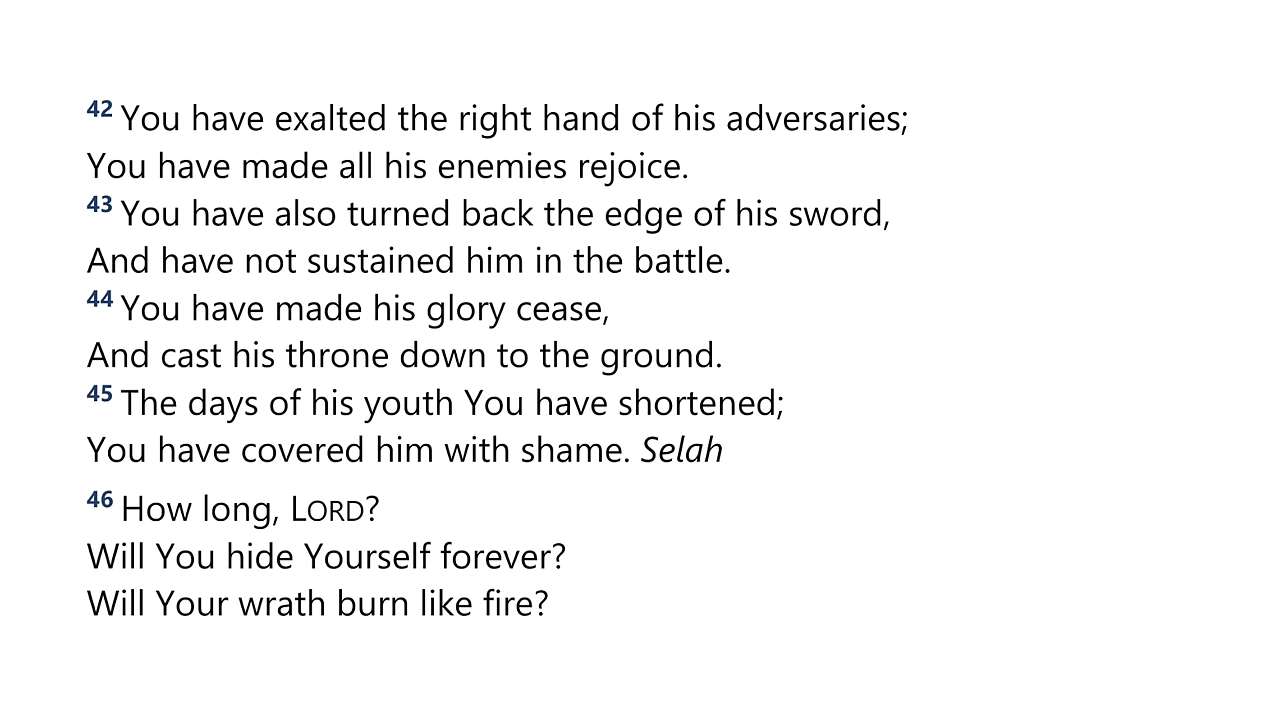 42 You have exalted the right hand of his adversaries;
You have made all his enemies rejoice.
43 You have also turned back the edge of his sword,
And have not sustained him in the battle.
44 You have made his glory cease,
And cast his throne down to the ground.
45 The days of his youth You have shortened;
You have covered him with shame. Selah
46 How long, LORD?
Will You hide Yourself forever?
Will Your wrath burn like fire?